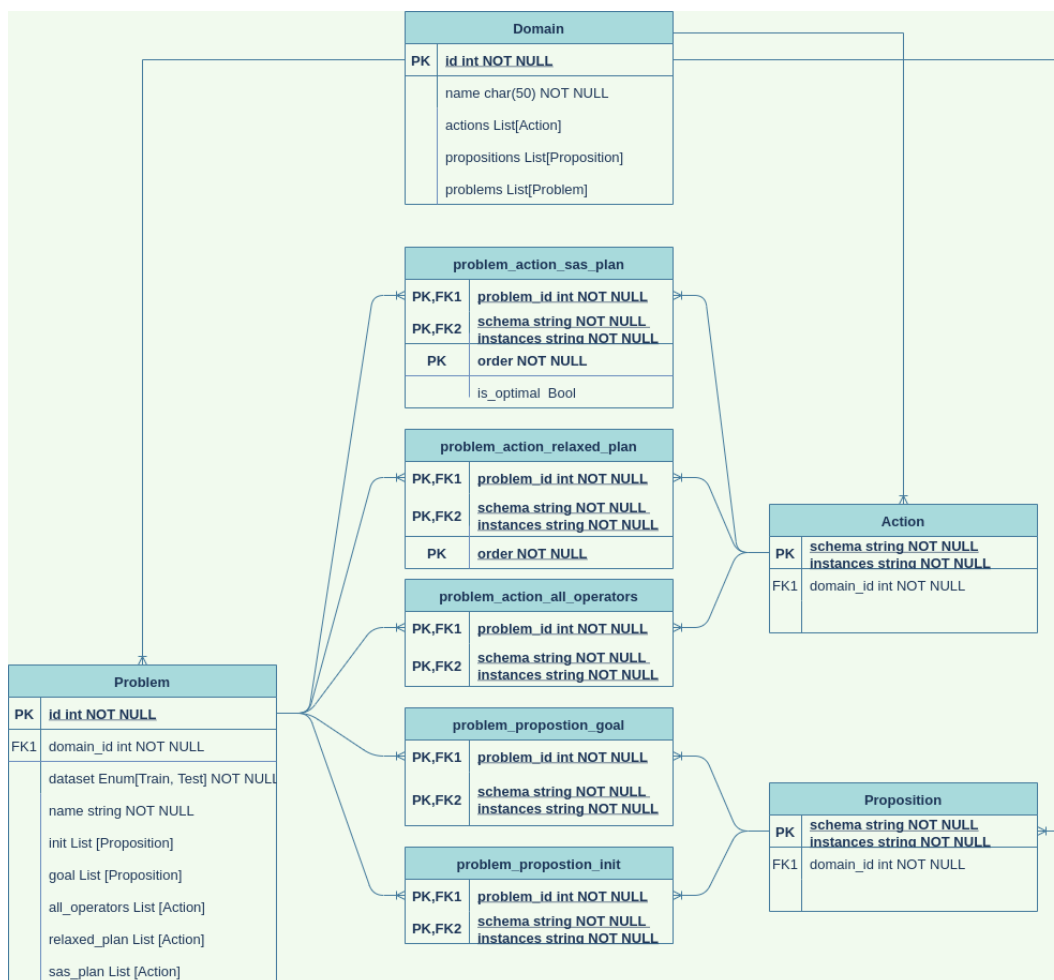 Domain
PK id int NOT NULL
name char(50) NOT NULL
actions List[Action]
propositions List[Proposition]
problems List[Problem]
problem_action_sas_plan
PK,FK1 problem_id int NOT NULL
PK,FK2 schema string NOT NULL
instances string NOT NULL
PK order NOT NULL
is_optimal Bool
problem_action_relaxed_plan
PK,FK1 problem_id int NOT NULL
PK,FK2 schema string NOT NULL
instances string NOT NULL
PK order NOT NULL
Action
PK schema string NOT NULL
instances string NOT NULL
FK1 domain_id int NOT NULL
problem_action_all_operators
PK,FK1 problem_id int NOT NULL
PK,FK2 schema string NOT NULL
instances string NOT NULL
Problem
PK id int NOT NULL
FK1 domain_id int NOT NULL
dataset Enum[Train, Test] NOT NULL
name string NOT NULL
init List [Proposition]
goal List [Proposition]
all_operators List [Action]
relaxed_plan List [Action]
sas_plan List [Action]
problem_propostion_goal
PK,FK1 problem_id int NOT NULL
PK,FK2 schema string NOT NULL
instances string NOT NULL
Proposition
PK schema string NOT NULL
instances string NOT NULL
FK1 domain_id int NOT NULL
problem_propostion_init
PK,FK1 problem_id int NOT NULL
PK,FK2 schema string NOT NULL
instances string NOT NULL